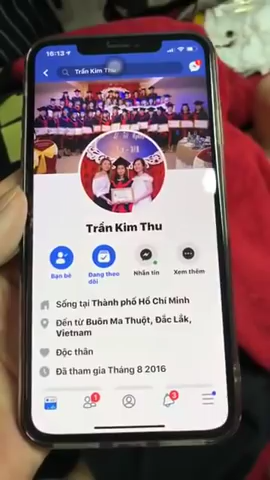 16:13
Trần Kim Thu
Trần Kim Thu
Bạn bè
Đang theo dõi
Nhắn tin
Xem thêm
Sống tại Thành phố Hồ Chí Minh
Đến từ Buôn Ma Thuột, Đắc Lắk,
Vietnam
Độc thân
Đã tham gia Tháng 8 2016
1
3